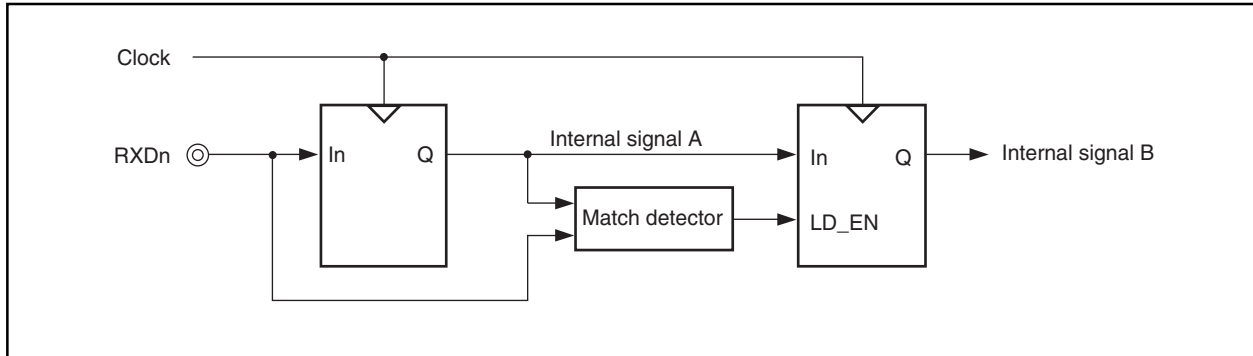 Clock
RXDn
In
Q
Internal signal A
Match detector
In
Q
LD_EN
Internal signal B